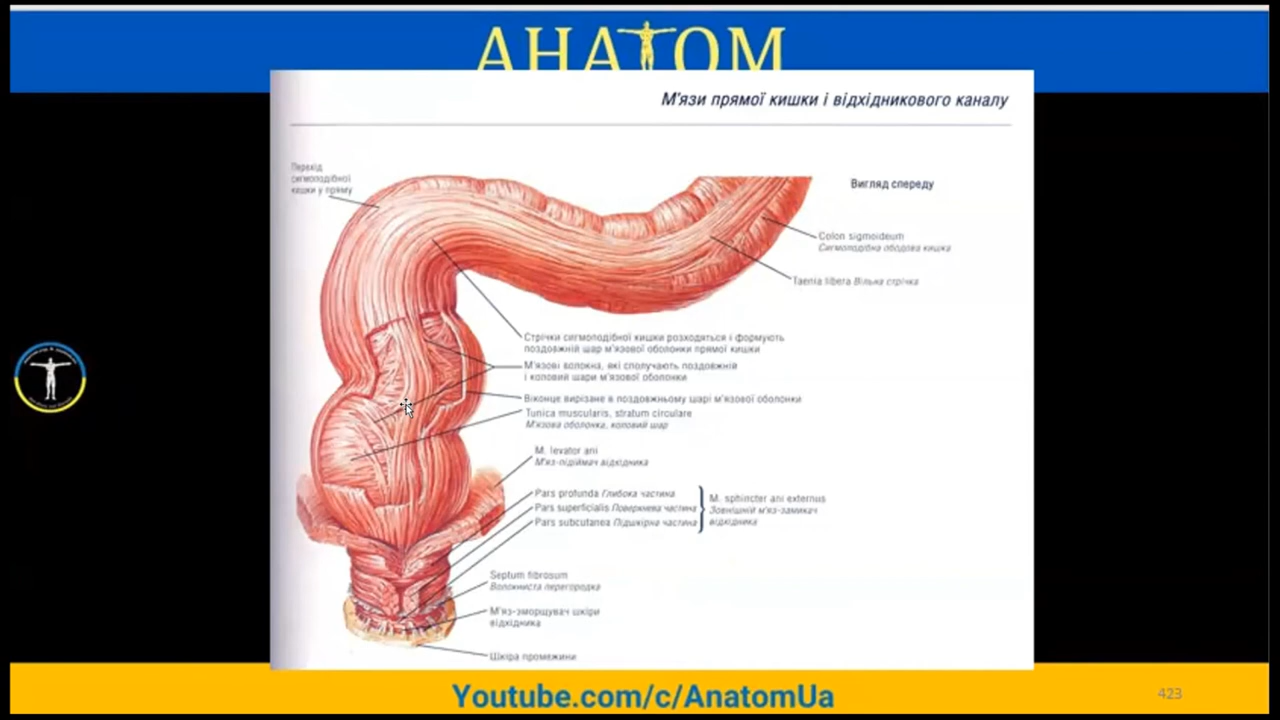 АНАТОМ
М'язи прямої кишки і відхідникового каналу
Перехід
сигмоподібної
кишки у пряму
Вигляд спереду
Colon sigmoideum
Сигмоподібна ободова кишка
Taenia libera Вільна стрічка
Стрічки сигмоподібної кишки розходяться і формують
поздовжній шар м'язової оболонки прямої кишки
М'язові волокна, які сполучають поздовжній
і коловий шари м'язової оболонки
Віконце вирізане в поздовжньому шарі м'язової оболонки
Tunica muscularis, stratum circulare
М'язова оболонка, коловий шар
M. levator ani
М'яз-підіймач відхідника
Pars profunda Глибока частина
Pars superficialis Поверхнева частина
Pars subcutanea Підшкірна частина
M. sphincter ani externus
Зовнішній м'яз-замикач
відхідника
Septum fibrosum
Волокниста перегородка
М'яз-зморщувач шкіри
відхідника
Шкіра промежини
Youtube.com/c/AnatomUa
423